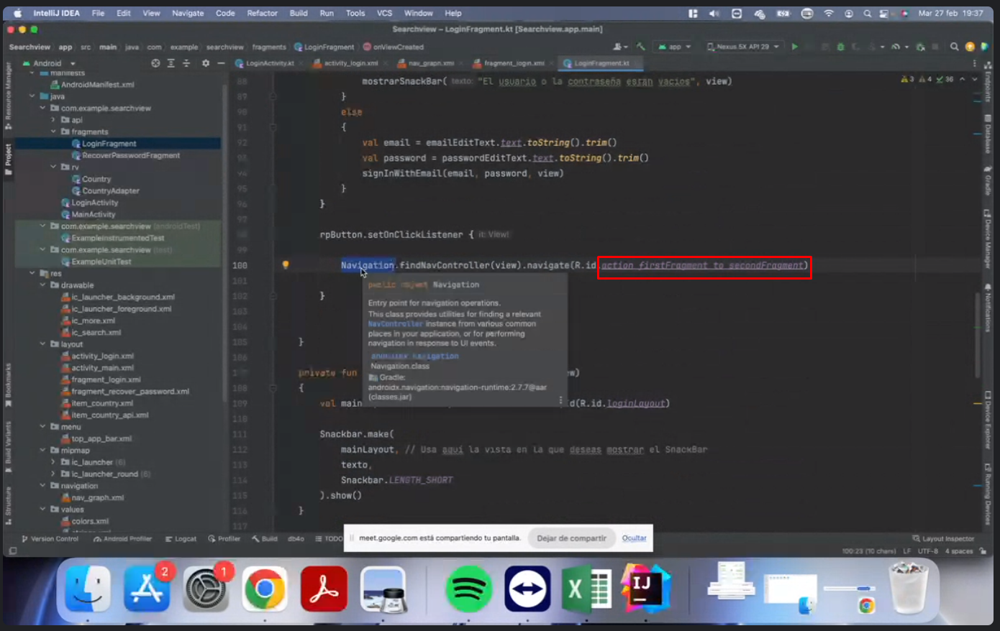 IntelliJ IDEA File Edit View Navigate Code Refactor Build Run Tools VCS Window Help Mar 27 feb 19:37
Searchview – LoginFragment.kt [Searchview.app.main]
Searchview app src main java com example searchview fragments LoginFragment onViewCreated app Nexus 5X API 29
Android LoginActivity.kt activity_login.xml nav_graph.xml fragment_login.xml LoginFragment.kt
Resource Manager
Project
Bookmarks
Build Variants
Structure
manifests
AndroidManifest.xml
java
com.example.searchview
api
fragments
LoginFragment
RecoverPasswordFragment
rv
Country
CountryAdapter
LoginActivity
MainActivity
com.example.searchview (androidTest)
ExampleInstrumentedTest
com.example.searchview (test)
ExampleUnitTest
res
drawable
ic_launcher_background.xml
ic_launcher_foreground.xml
ic_more.xml
ic_search.xml
layout
activity_login.xml
activity_main.xml
fragment_login.xml
fragment_recover_password.xml
item_country.xml
item_country_api.xml
menu
top_app_bar.xml
mipmap
ic_launcher (6)
ic_launcher_round (6)
navigation
nav_graph.xml
values
colors.xml
3 4 36
88 mostrarSnackBar( texto: "El usuario o la contraseña están vacios", view)
89 }
90 else
91 {
92 val email = emailEditText.text.toString().trim()
93 val password = passwordEditText.text.toString().trim()
94 signInWithEmail(email, password, view)
95 }
96 }
97
98 rpButton.setOnClickListener { it: View!
99
100 Navigation.findNavController(view).navigate(R.id.action_firstFragment_to_secondFragment)
101
102 }
103
104
105 }
106
107 private fun
108 {
109 val main d(R.id.loginLayout)
110
111 Snackbar.make(
112 mainLayout, // Usa aquí la vista en la que deseas mostrar el SnackBar
113 texto,
114 Snackbar.LENGTH_SHORT
115 ).show()
116 }
117
public object Navigation
Entry point for navigation operations.
This class provides utilities for finding a relevant
NavController instance from various common
places in your application, or for performing
navigation in response to UI events.
androidx.navigation
Navigation.class
Gradle:
androidx.navigation:navigation-runtime:2.7.7@aar
(classes.jar)
Endpoints
Database
Gradle
Device Manager
Notifications
Device Explorer
Running Devices
Version Control Android Profiler Logcat Profiler Build db4o TODO Layout Inspector
meet.google.com está compartiendo tu pantalla. Dejar de compartir Ocultar
100:23 (10 chars) LF UTF-8 4 spaces
2
1
X
IJ